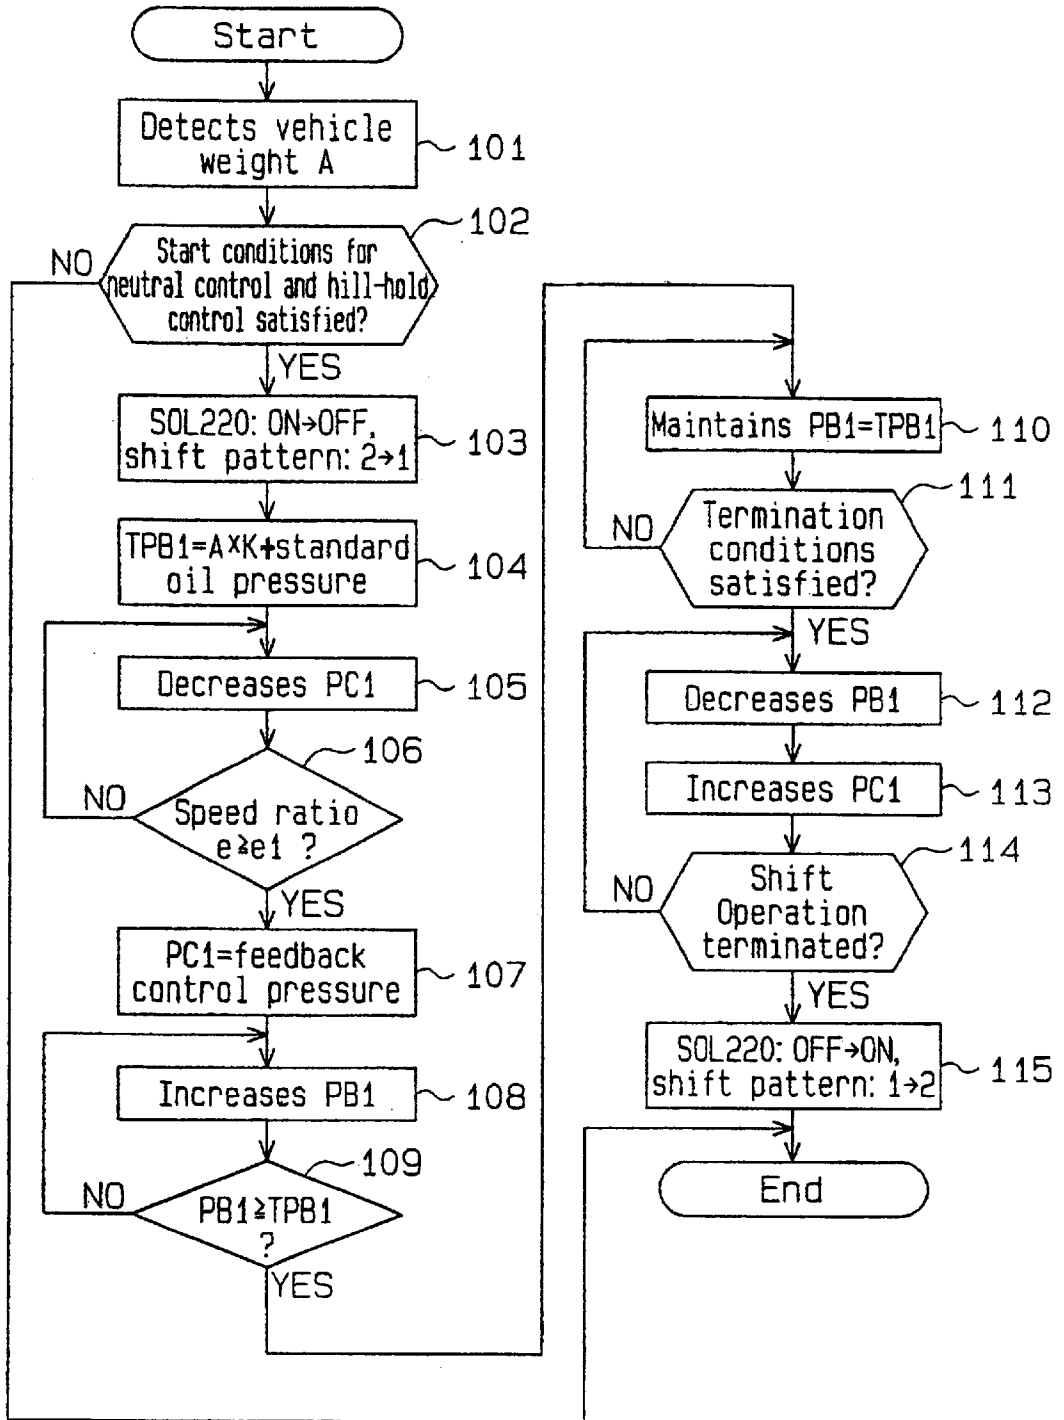 Start
Detects vehicle
weight A
101
102
Start conditions for
neutral control and hill-hold
control satisfied?
NO
YES
SOL220: ON→OFF,
shift pattern: 2→1
103
TPB1=A×K+standard
oil pressure
104
Decreases PC1
105
106
Speed ratio
e≧e1 ?
NO
YES
PC1=feedback
control pressure
107
Increases PB1
108
109
PB1≧TPB1
?
NO
YES
Maintains PB1=TPB1
110
111
Termination
conditions
satisfied?
NO
YES
Decreases PB1
112
Increases PC1
113
114
Shift
Operation
terminated?
NO
YES
SOL220: OFF→ON,
shift pattern: 1→2
115
End